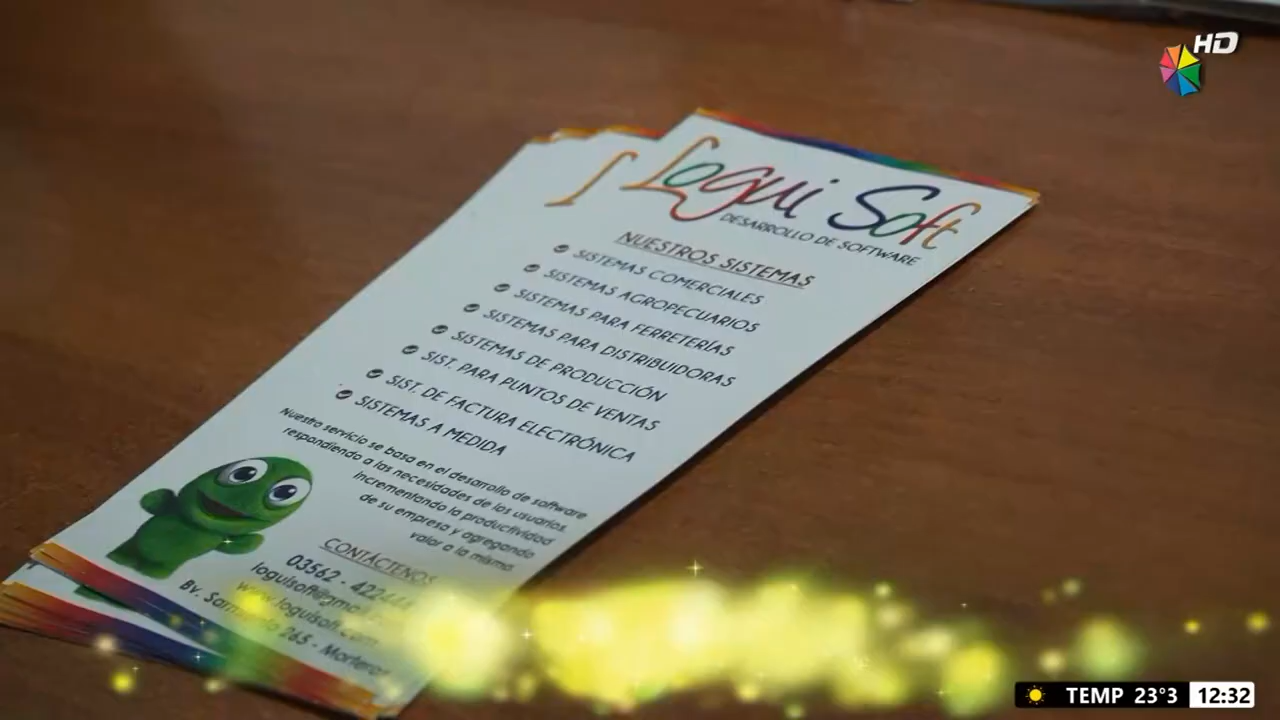 HD
Logui Soft
DESARROLLO DE SOFTWARE
NUESTROS SISTEMAS
SISTEMAS COMERCIALES
SISTEMAS AGROPECUARIOS
SISTEMAS PARA FERRETERÍAS
SISTEMAS PARA DISTRIBUIDORAS
SISTEMAS DE PRODUCCIÓN
SIST. PARA PUNTOS DE VENTAS
SIST. DE FACTURA ELECTRÓNICA
SISTEMAS A MEDIDA
Nuestro servicio se basa en el desarrollo de software
respondiendo a las necesidades de los usuarios,
incrementando la productividad
de su empresa y agregando
valor a la misma.
CONTÁCTENOS
03562 -
Bv.
265 - Morteros
TEMP 23°3 12:32